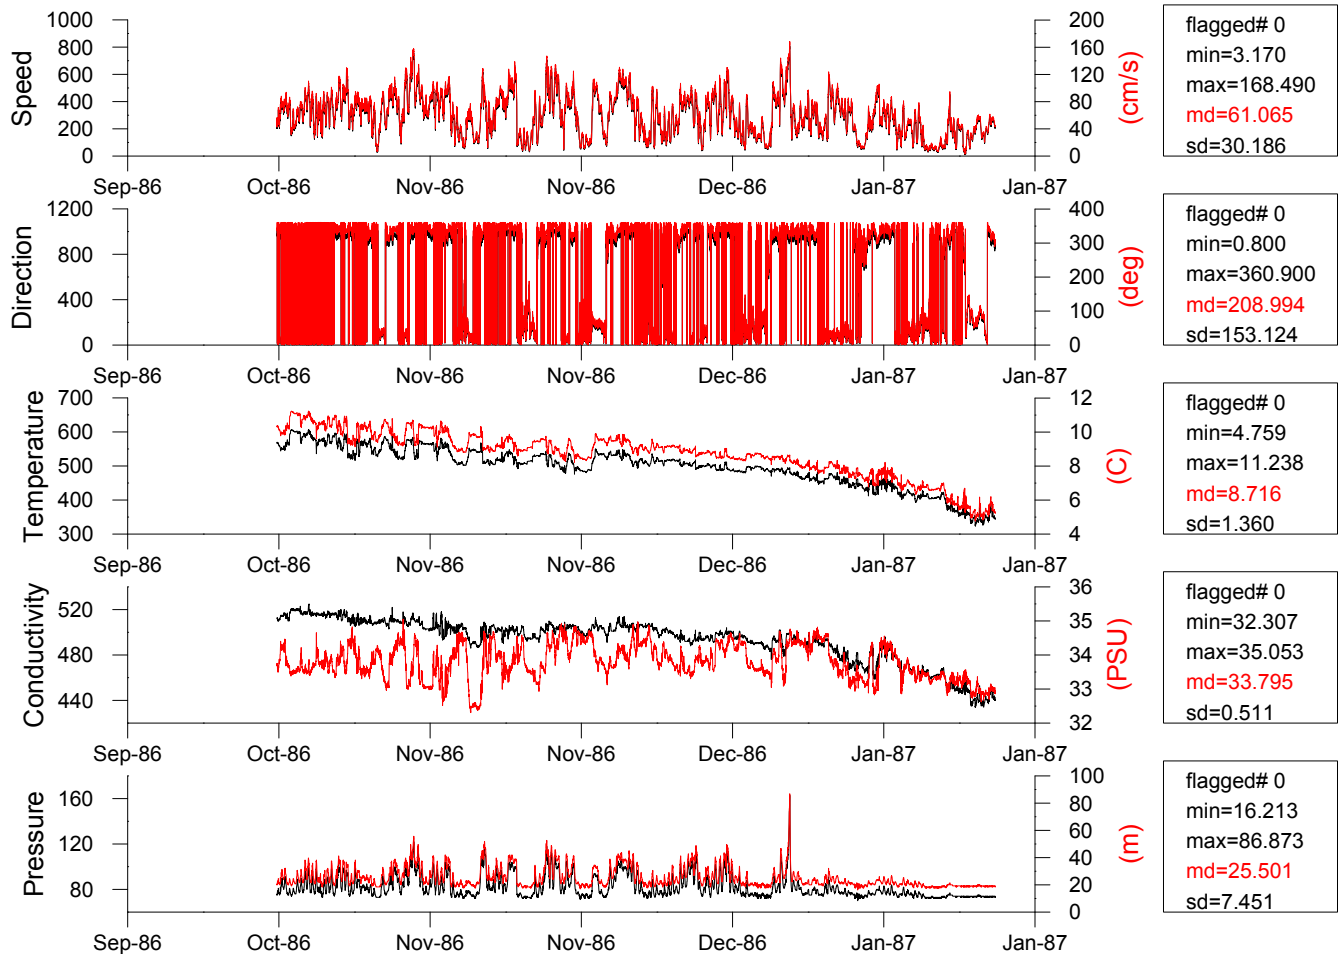 Speed
1000
800
600
400
200
0
200
160
120
80
40
0
(cm/s)
flagged# 0
min=3.170
max=168.490
md=61.065
sd=30.186
Sep-86 Oct-86 Nov-86 Nov-86 Dec-86 Jan-87 Jan-87
Direction
1200
800
400
0
400
300
200
100
0
(deg)
flagged# 0
min=0.800
max=360.900
md=208.994
sd=153.124
Sep-86 Oct-86 Nov-86 Nov-86 Dec-86 Jan-87 Jan-87
Temperature
700
600
500
400
300
12
10
8
6
4
(C)
flagged# 0
min=4.759
max=11.238
md=8.716
sd=1.360
Sep-86 Oct-86 Nov-86 Nov-86 Dec-86 Jan-87 Jan-87
Conductivity
520
480
440
36
35
34
33
32
(PSU)
flagged# 0
min=32.307
max=35.053
md=33.795
sd=0.511
Sep-86 Oct-86 Nov-86 Nov-86 Dec-86 Jan-87 Jan-87
Pressure
160
120
80
100
80
60
40
20
0
(m)
flagged# 0
min=16.213
max=86.873
md=25.501
sd=7.451
Sep-86 Oct-86 Nov-86 Nov-86 Dec-86 Jan-87 Jan-87